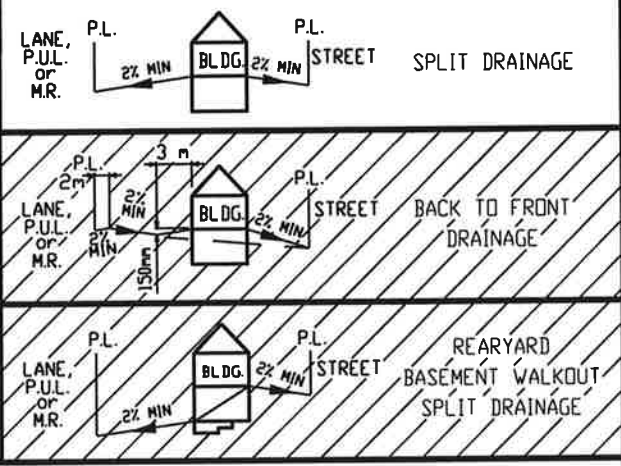 P.L.
P.L.
LANE,
P.U.L.
or
M.R.
2% MIN
BLDG.
2% MIN
STREET
SPLIT DRAINAGE
3 m
P.L.
2m
2%
MIN
LANE,
P.U.L.
or
M.R.
2%
MIN
150mm
BLDG.
2% MIN
P.L.
STREET
BACK TO FRONT
DRAINAGE
P.L.
P.L.
LANE,
P.U.L.
or
M.R.
2% MIN
BLDG.
2% MIN
STREET
REARYARD
BASEMENT WALKOUT
SPLIT DRAINAGE